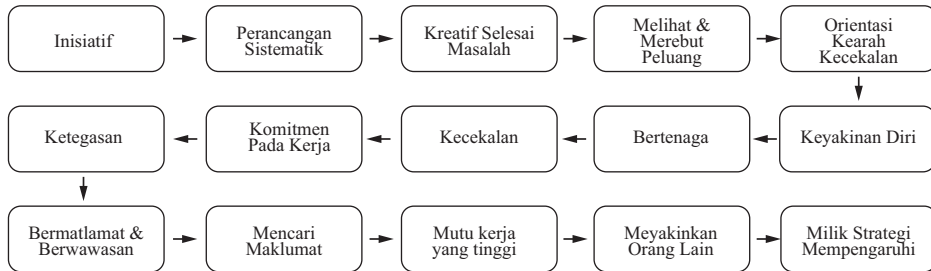 Inisiatif
Perancangan
Sistematik
Kreatif Selesai
Masalah
Melihat &
Merebut
Peluang
Orientasi
Kearah
Kecekalan
Keyakinan Diri
Bertenaga
Kecekalan
Komitmen
Pada Kerja
Ketegasan
Bermatlamat &
Berwawasan
Mencari
Maklumat
Mutu kerja
yang tinggi
Meyakinkan
Orang Lain
Milik Strategi
Mempengaruhi